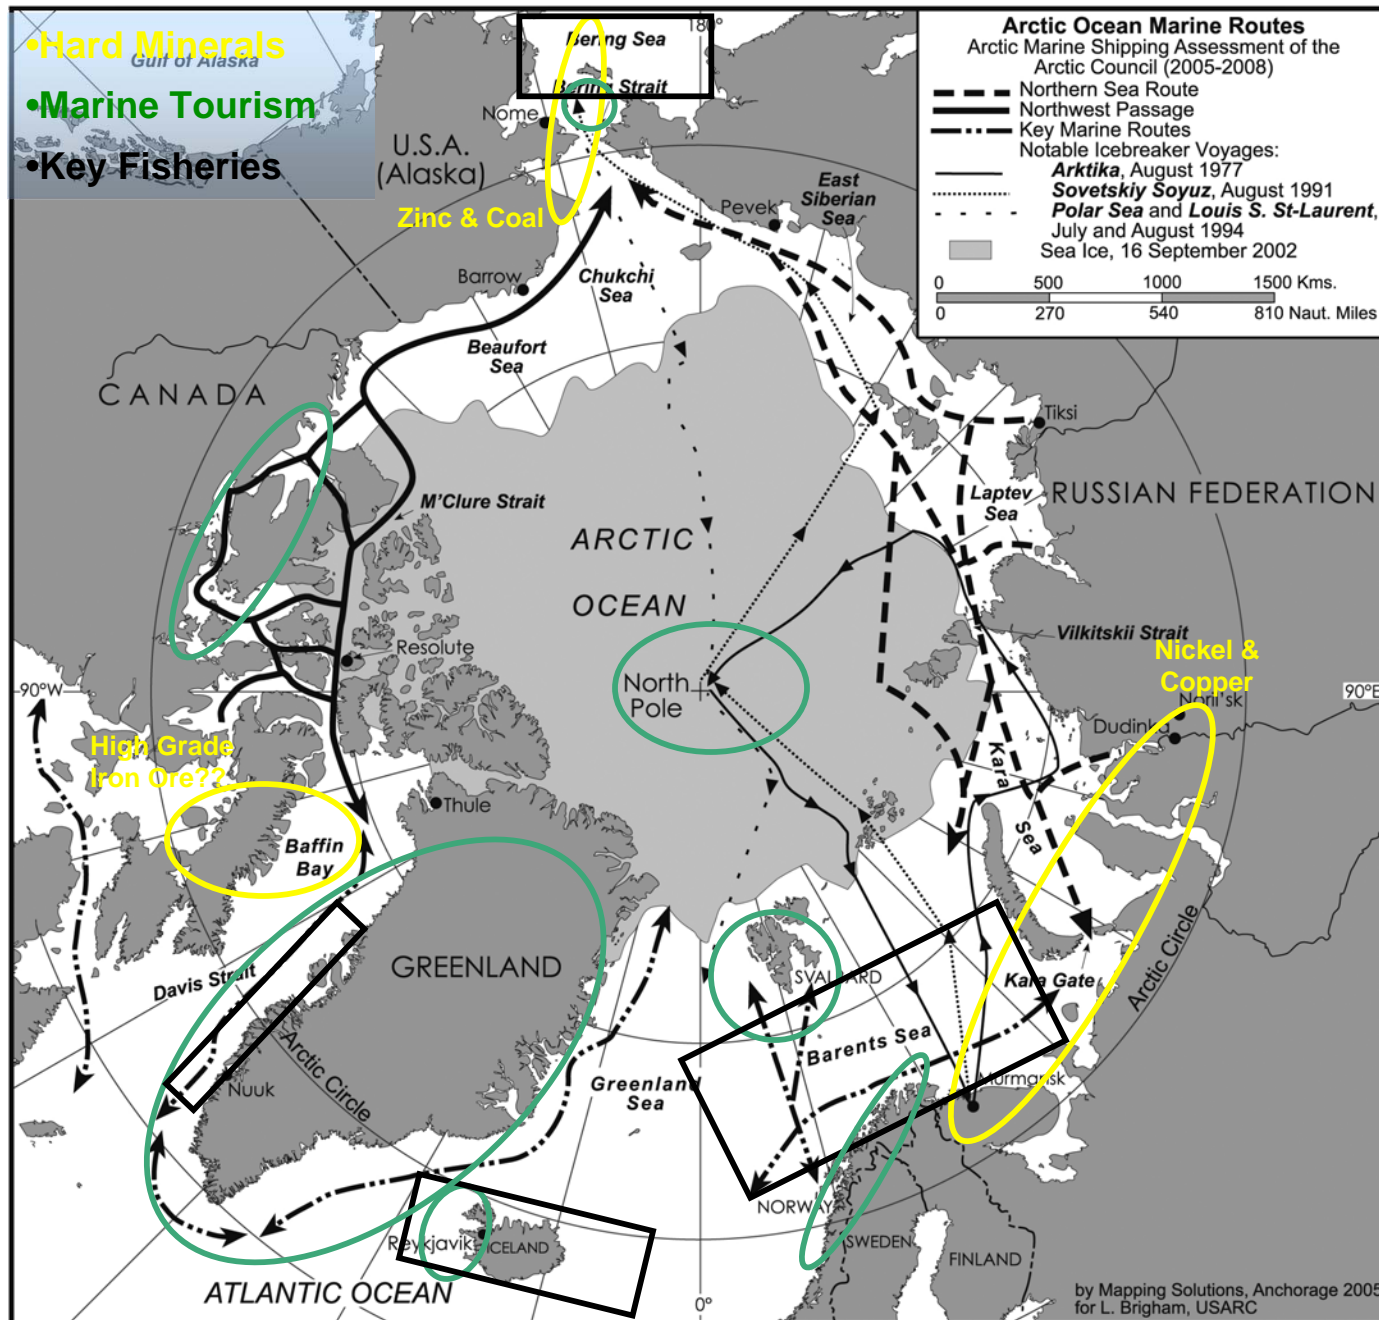 •Hard Minerals
Gulf of Alaska
•Marine Tourism
•Key Fisheries
180°
Bering Sea
Bering Strait
Nome
U.S.A.
(Alaska)
Zinc & Coal
Arctic Ocean Marine Routes
Arctic Marine Shipping Assessment of the
Arctic Council (2005-2008)
Northern Sea Route
Northwest Passage
Key Marine Routes
Notable Icebreaker Voyages:
Arktika, August 1977
Sovetskiy Soyuz, August 1991
Polar Sea and Louis S. St-Laurent,
July and August 1994
Sea Ice, 16 September 2002
0 500 1000 1500 Kms.
0 270 540 810 Naut. Miles
East
Siberian
Sea
Pevek
Barrow
Chukchi
Sea
Beaufort
Sea
CANADA
Tiksi
Laptev
Sea
RUSSIAN FEDERATION
M'Clure Strait
ARCTIC
OCEAN
Vilkitskii Strait
Resolute
North
Pole
90°W
90°E
Nickel &
Copper
Noril'sk
Dudinka
High Grade
Iron Ore??
Kara
Sea
Thule
Baffin
Bay
Davis Strait
GREENLAND
SVALBARD
Kara Gate
Arctic Circle
Barents Sea
Arctic Circle
Nuuk
Greenland
Sea
Murmansk
NORWAY
Reykjavik
ICELAND
SWEDEN
FINLAND
ATLANTIC OCEAN
0°
by Mapping Solutions, Anchorage 2005
for L. Brigham, USARC